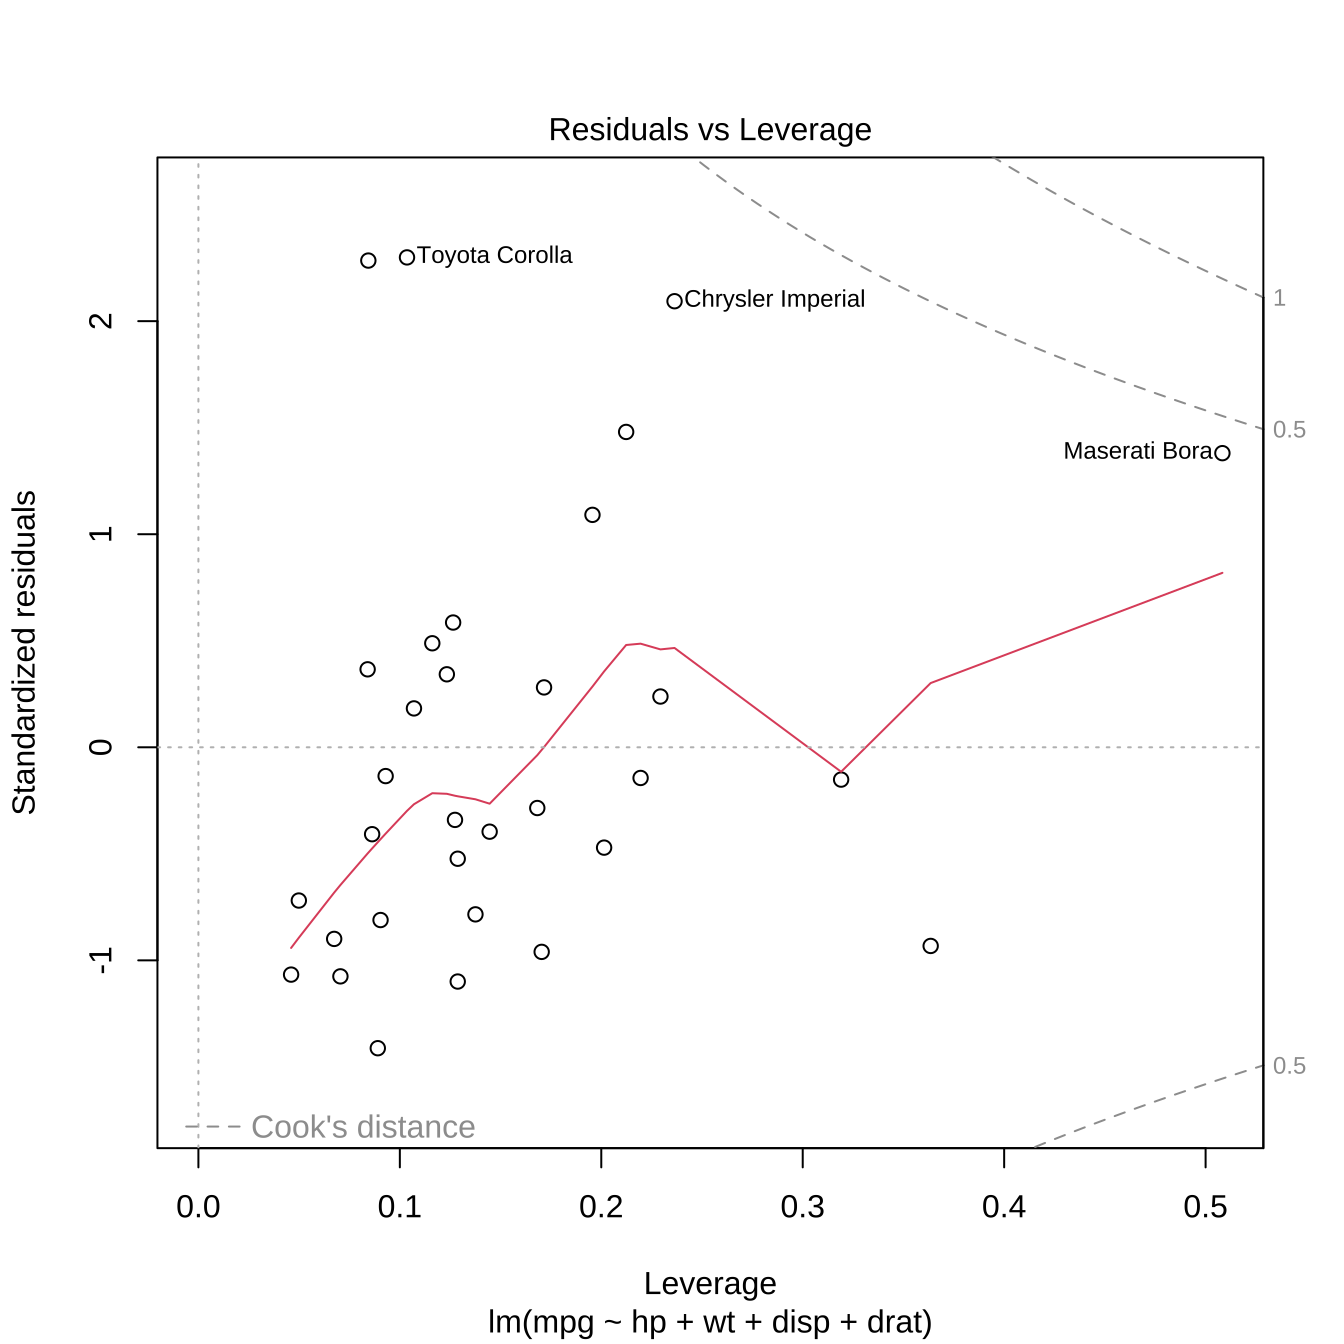 Residuals vs Leverage
Toyota Corolla
Chrysler Imperial
1
0.5
Maserati Bora
0.5
Standardized residuals
2
1
0
-1
Cook's distance
0.0 0.1 0.2 0.3 0.4 0.5
Leverage
lm(mpg ~ hp + wt + disp + drat)